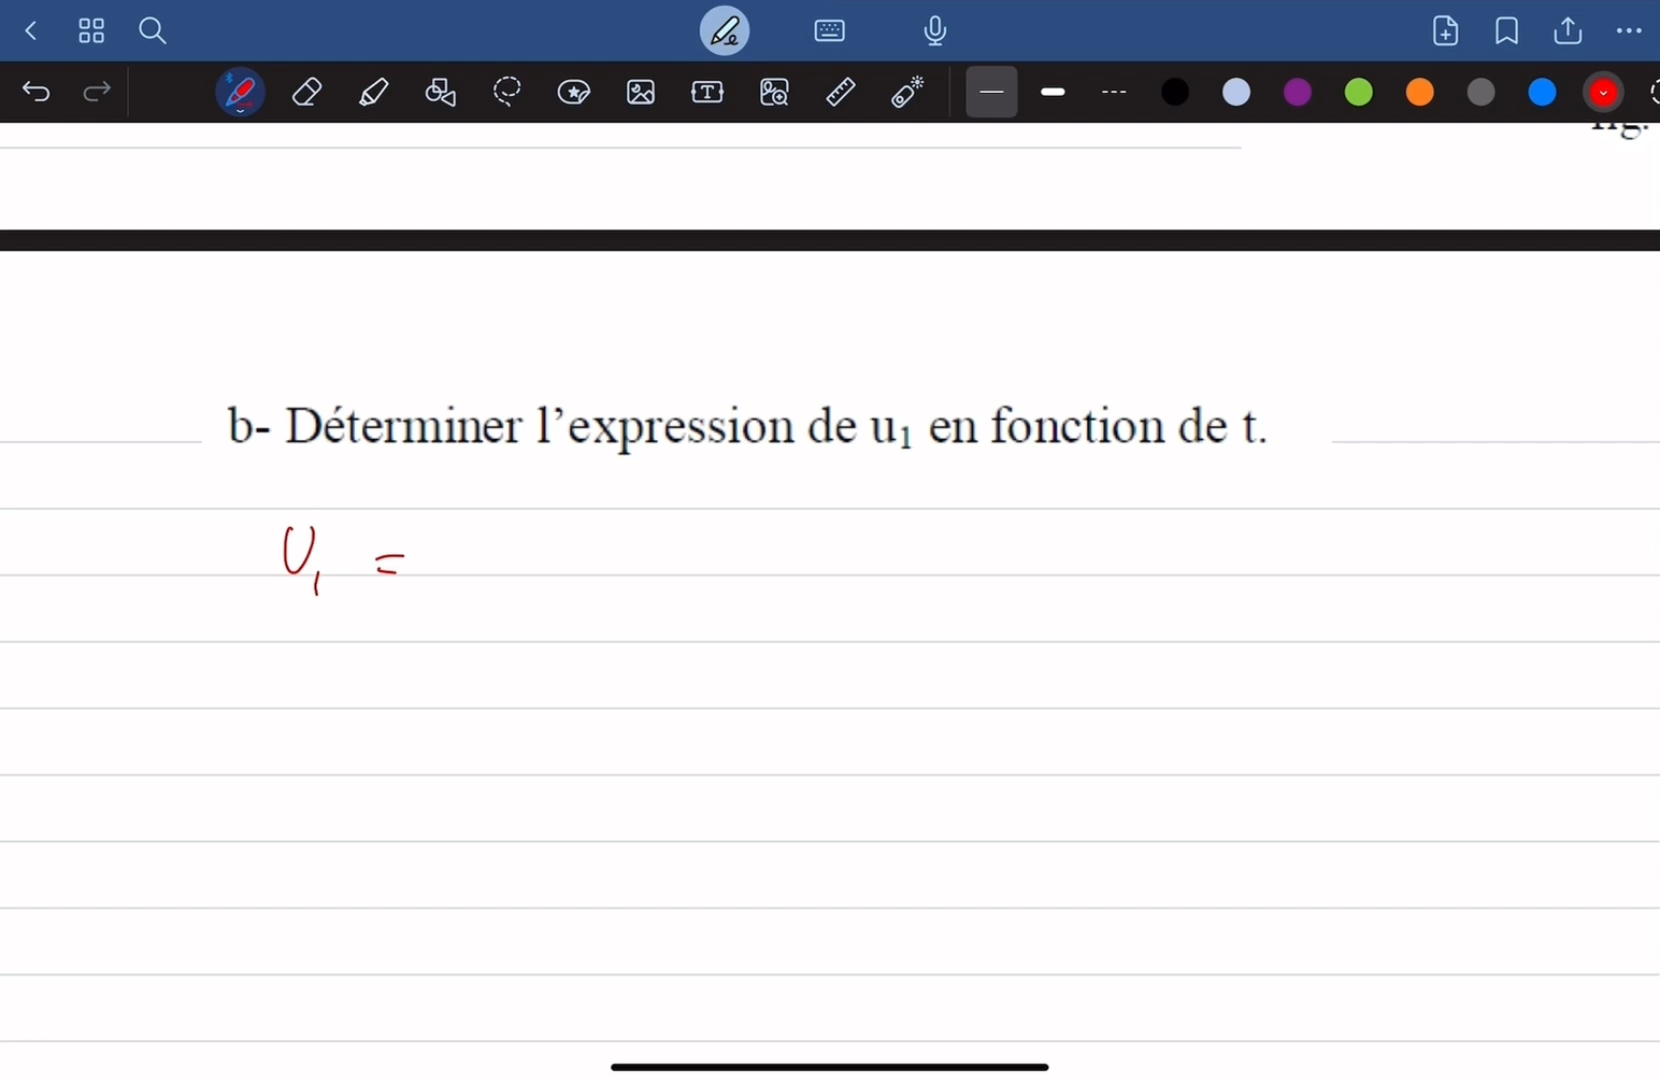 b- Déterminer l’expression de u₁ en fonction de t.
U₁ =